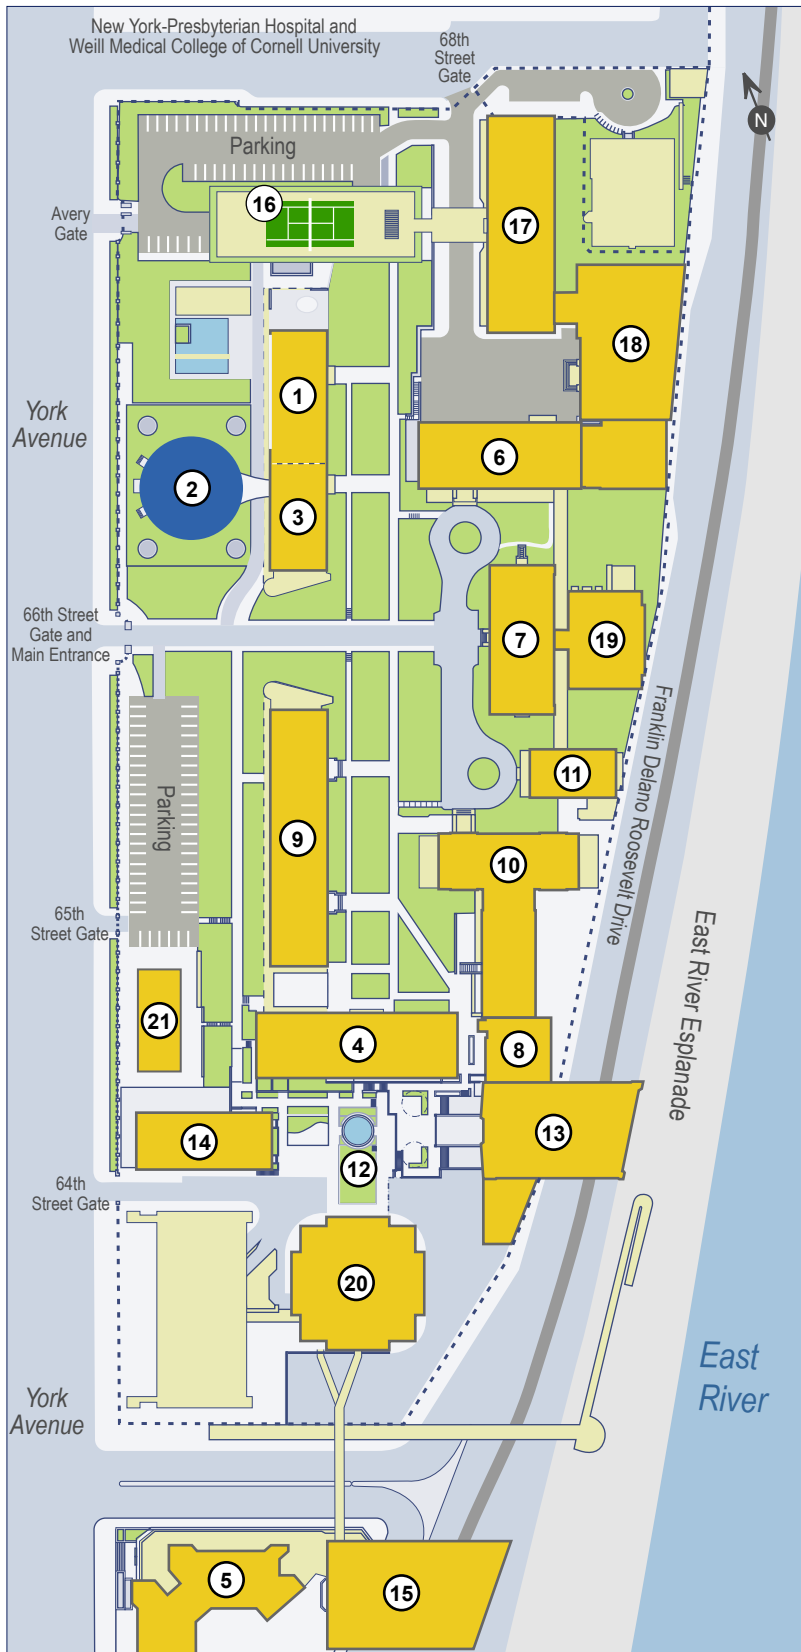 New York-Presbyterian Hospital and
Weill Medical College of Cornell University
68th
Street
Gate
N
Parking
Avery
Gate
16
17
18
1
York
Avenue
6
2
3
66th Street
Gate and
Main Entrance
7
19
Franklin Delano Roosevelt Drive
11
Parking
9
10
65th
Street Gate
East River Esplanade
21
4
8
14
13
12
64th
Street Gate
20
East
River
York
Avenue
5
15